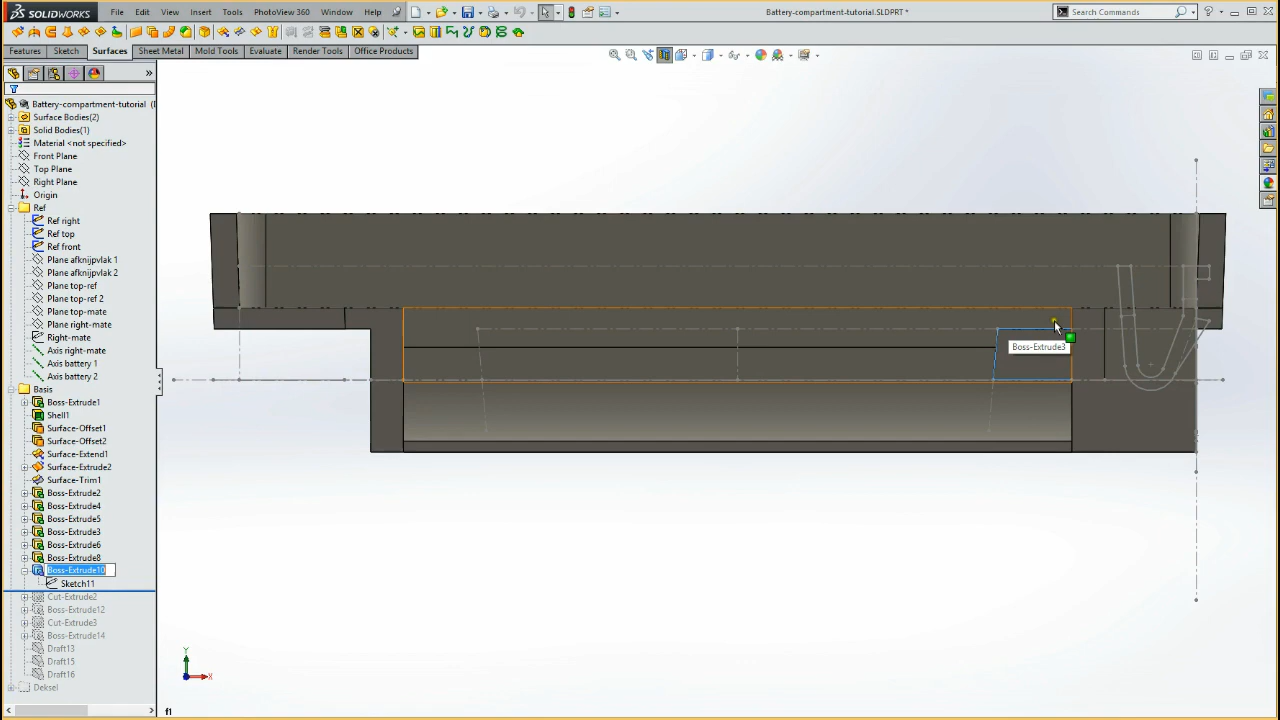 SOLIDWORKS File Edit View Insert Tools PhotoView 360 Window Help Battery-compartment-tutorial.SLDPRT * Search Commands
Features Sketch Surfaces Sheet Metal Mold Tools Evaluate Render Tools Office Products
Battery-compartment-tutorial (D
Surface Bodies(2)
Solid Bodies(1)
Material <not specified>
Front Plane
Top Plane
Right Plane
Origin
Ref
Ref right
Ref top
Ref front
Plane afknijpvlak 1
Plane afknijpvlak 2
Plane top-ref
Plane top-ref 2
Plane top-mate
Plane right-mate
Right-mate
Axis right-mate
Axis battery 1
Axis battery 2
Basis
Boss-Extrude1
Shell1
Surface-Offset1
Surface-Offset2
Surface-Extend1
Surface-Extrude2
Surface-Trim1
Boss-Extrude2
Boss-Extrude4
Boss-Extrude5
Boss-Extrude3
Boss-Extrude6
Boss-Extrude8
Boss-Extrude10
Sketch11
Cut-Extrude2
Boss-Extrude12
Cut-Extrude3
Boss-Extrude14
Draft13
Draft15
Draft16
Deksel
Boss-Extrude3
Y
X
f1